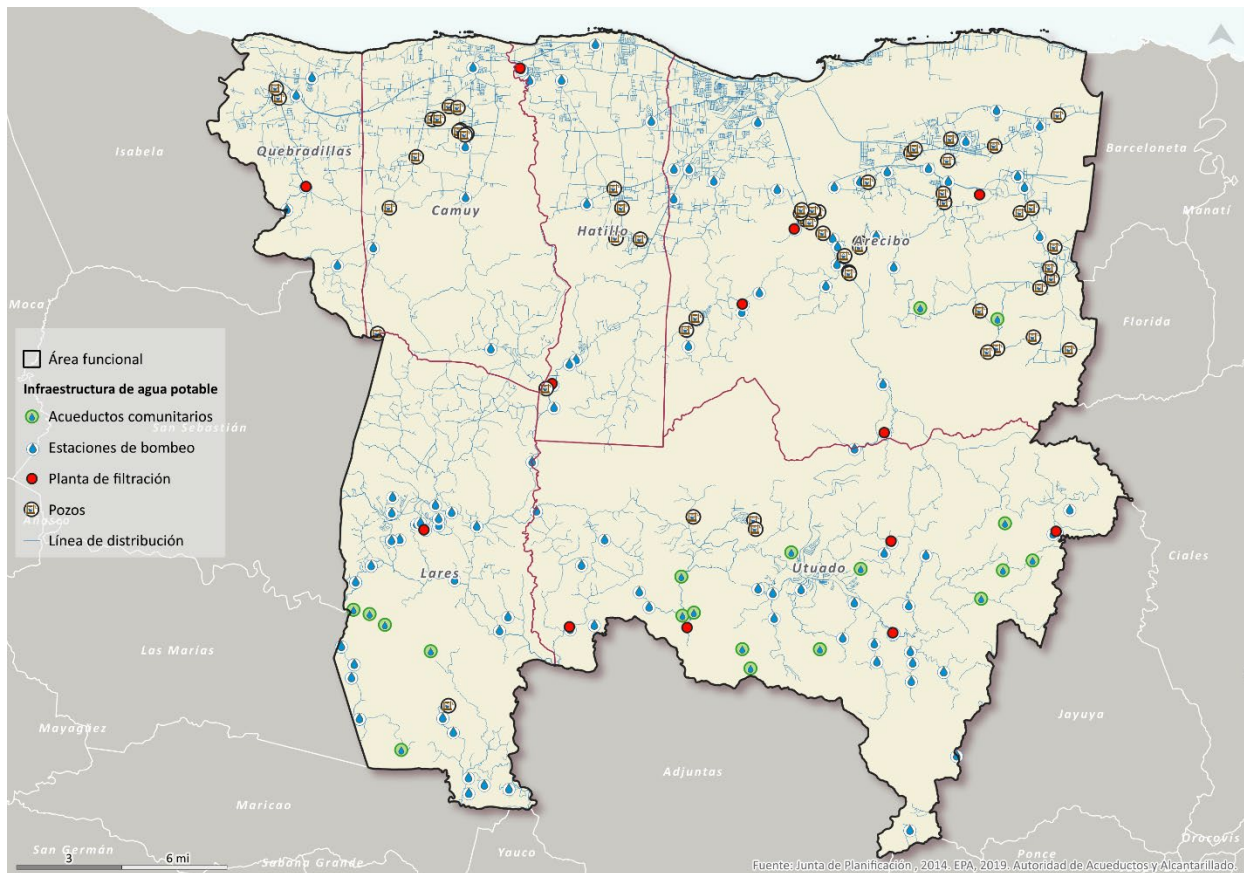 Isabela
Quebradillas
Camuy
Hatillo
Arecibo
Barceloneta
Manatí
Florida
Moca
Área funcional
Infraestructura de agua potable
Acueductos comunitarios
Estaciones de bombeo
Planta de filtración
Pozos
Línea de distribución
San Sebastián
Añasco
Lares
Utuado
Ciales
Las Marías
Mayagüez
Maricao
Adjuntas
Jayuya
San Germán
Sabana Grande
Yauco
Ponce
Orocovis
3 6 mi
Fuente: Junta de Planificación , 2014. EPA, 2019. Autoridad de Acueductos y Alcantarillado.